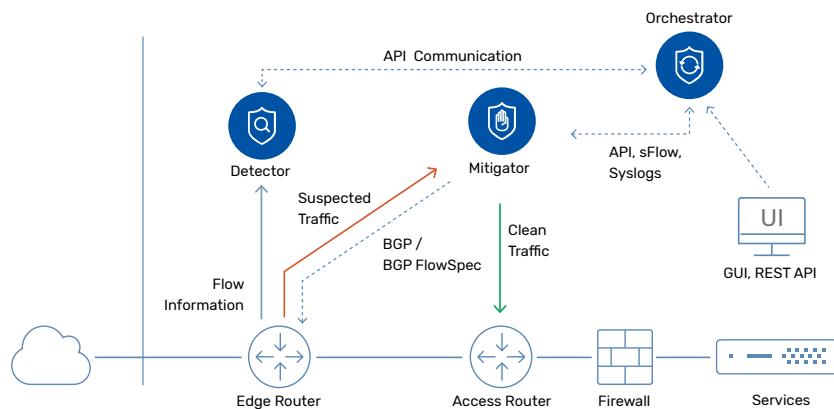 Orchestrator
API Communication
Detector
Mitigator
API, sFlow,
Syslogs
Suspected
Traffic
Clean
Traffic
UI
BGP /
BGP FlowSpec
GUI, REST API
Flow
Information
Edge Router
Access Router
Firewall
Services